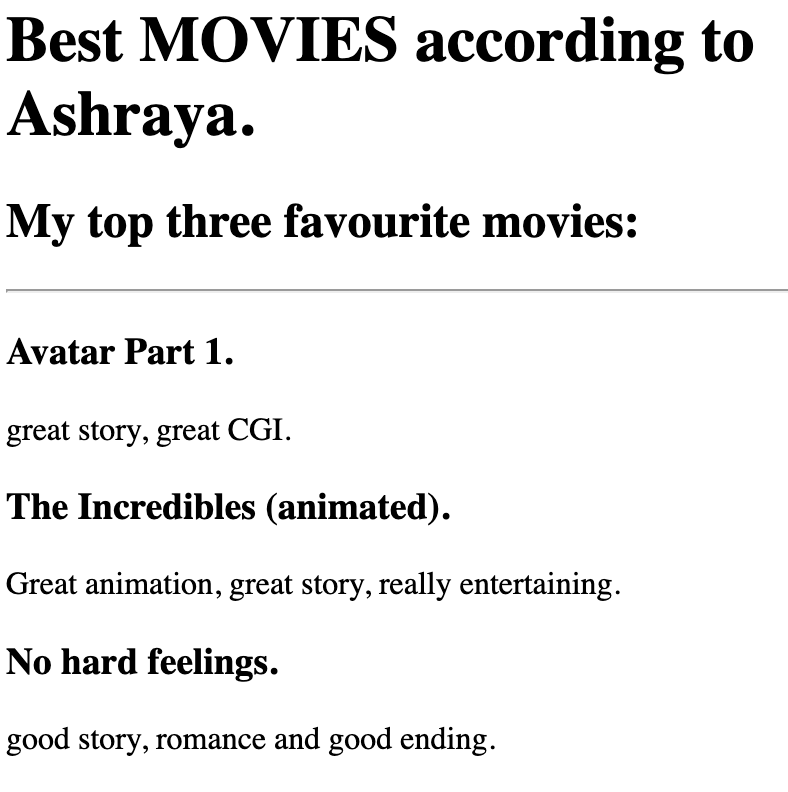 Best MOVIES according to
Ashraya.
My top three favourite movies:
Avatar Part 1.
great story, great CGI.
The Incredibles (animated).
Great animation, great story, really entertaining.
No hard feelings.
good story, romance and good ending.